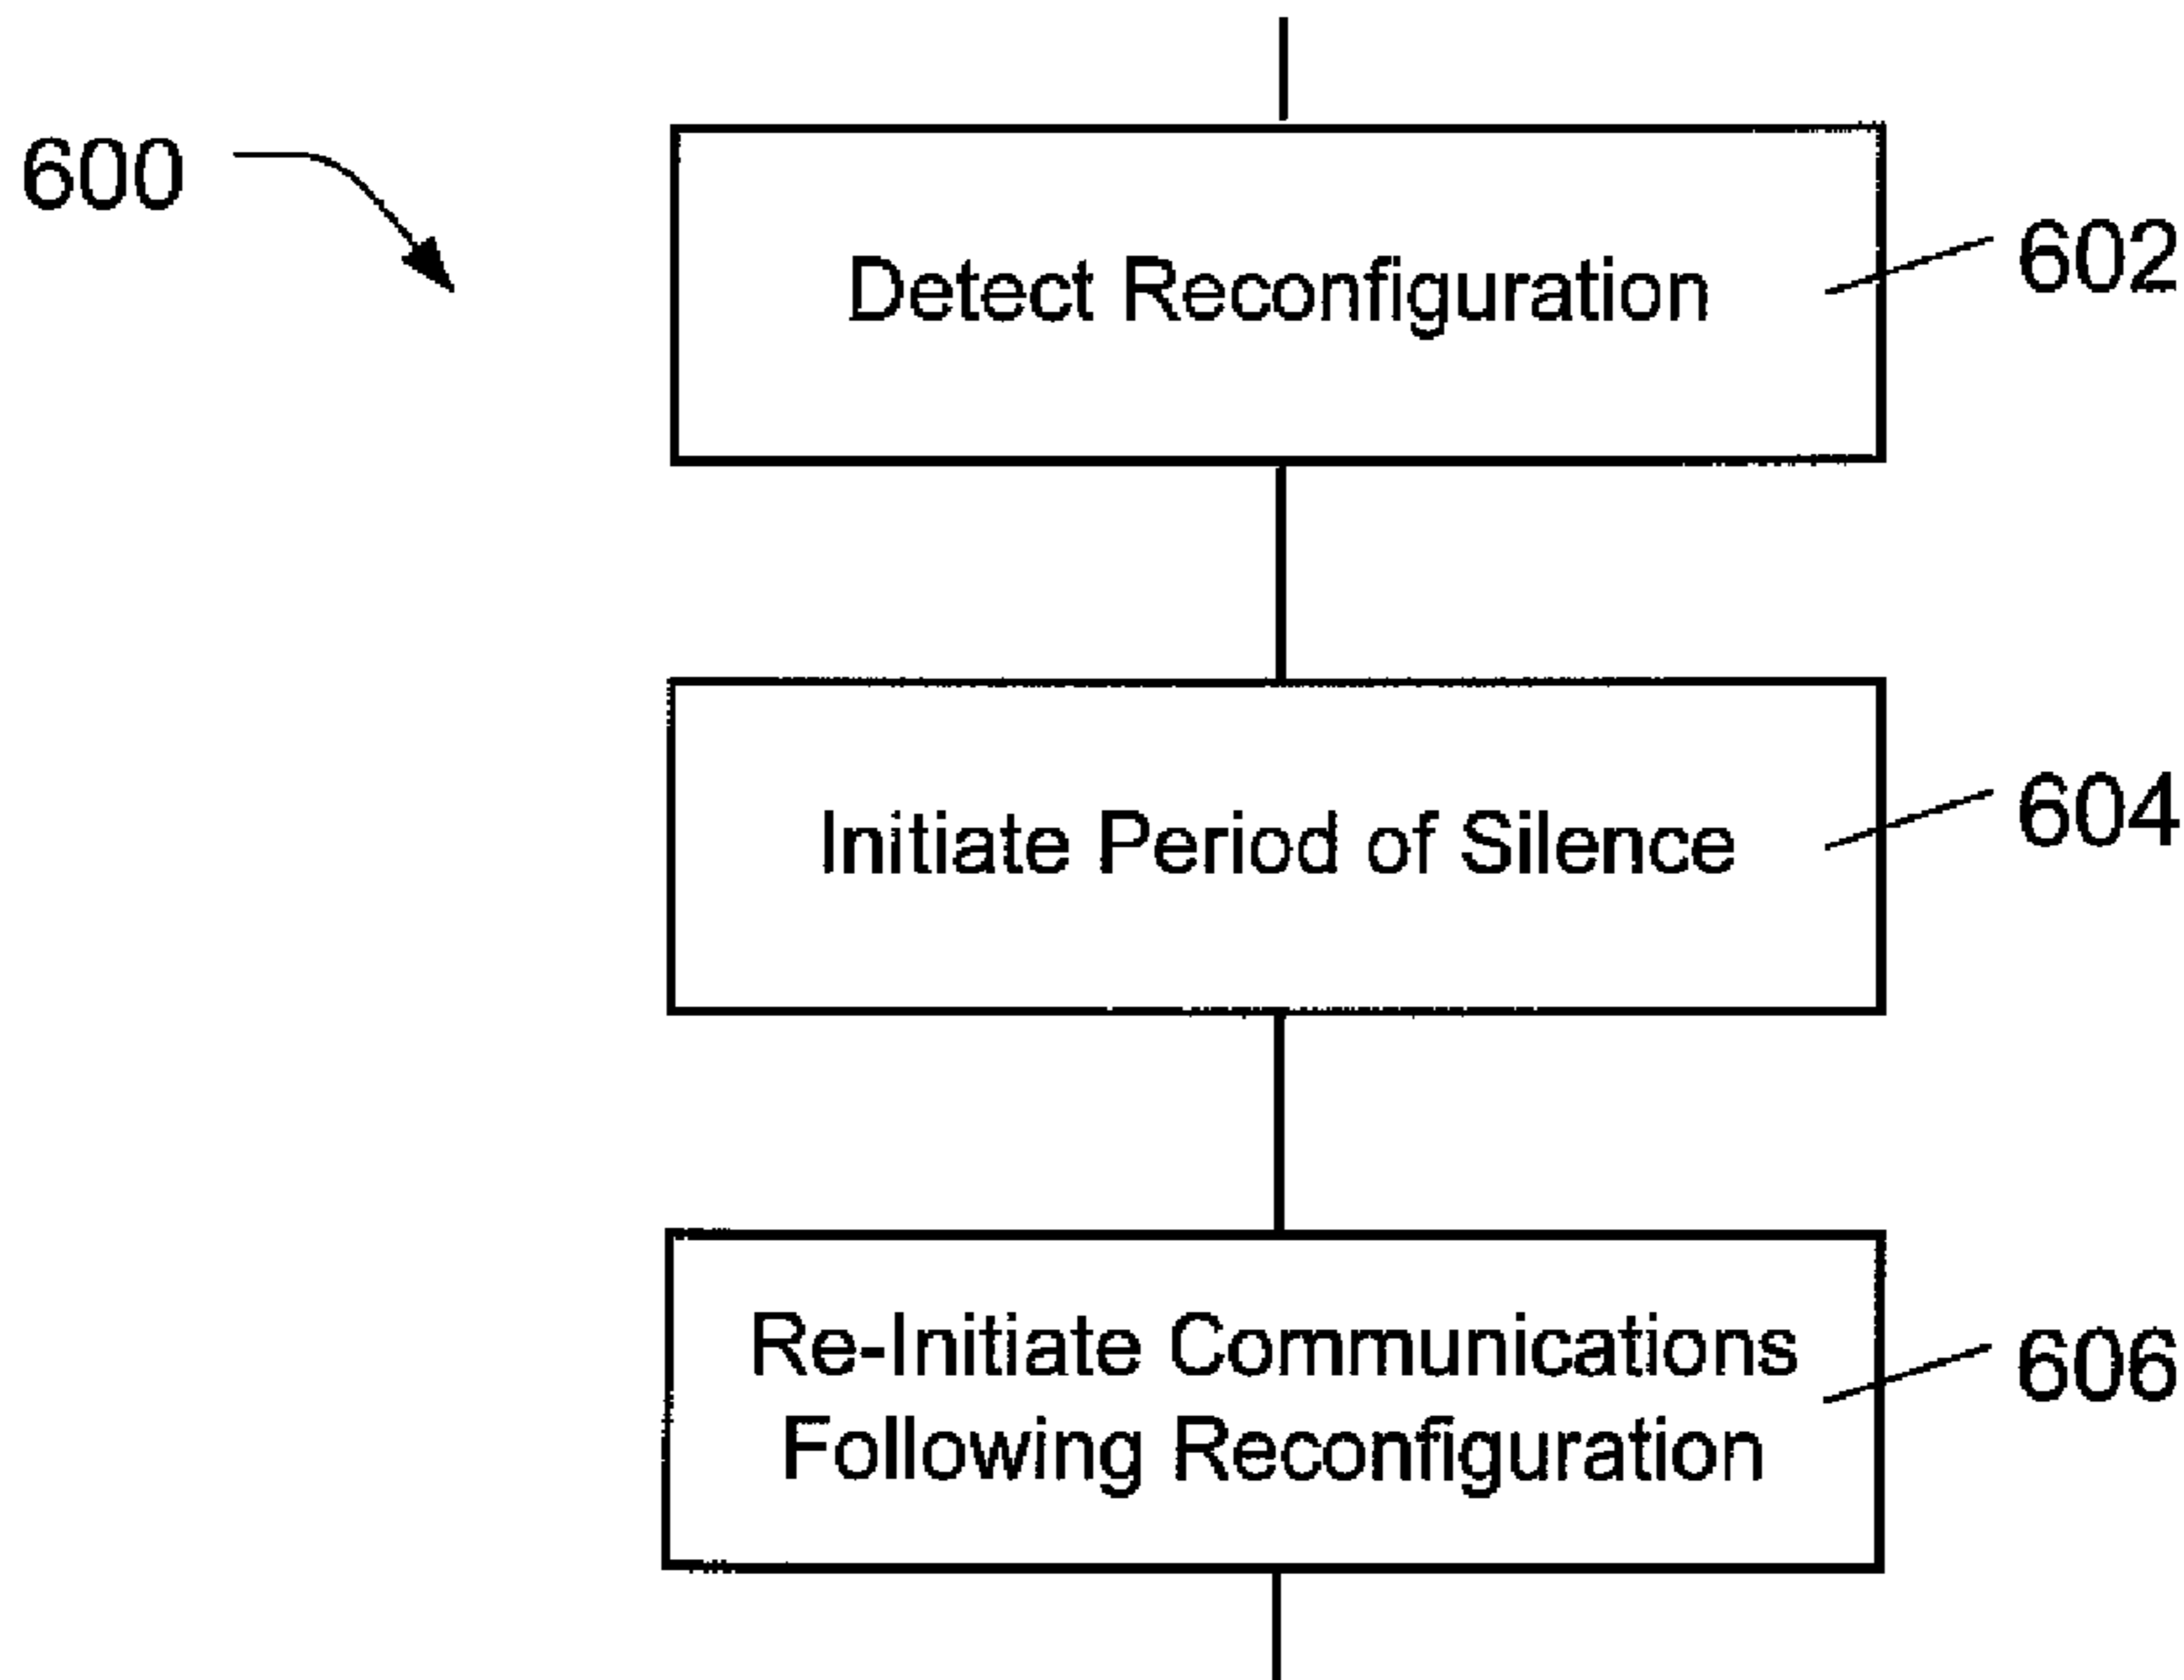 600
Detect Reconfiguration
602
Initiate Period of Silence
604
Re-Initiate Communications
Following Reconfiguration
606